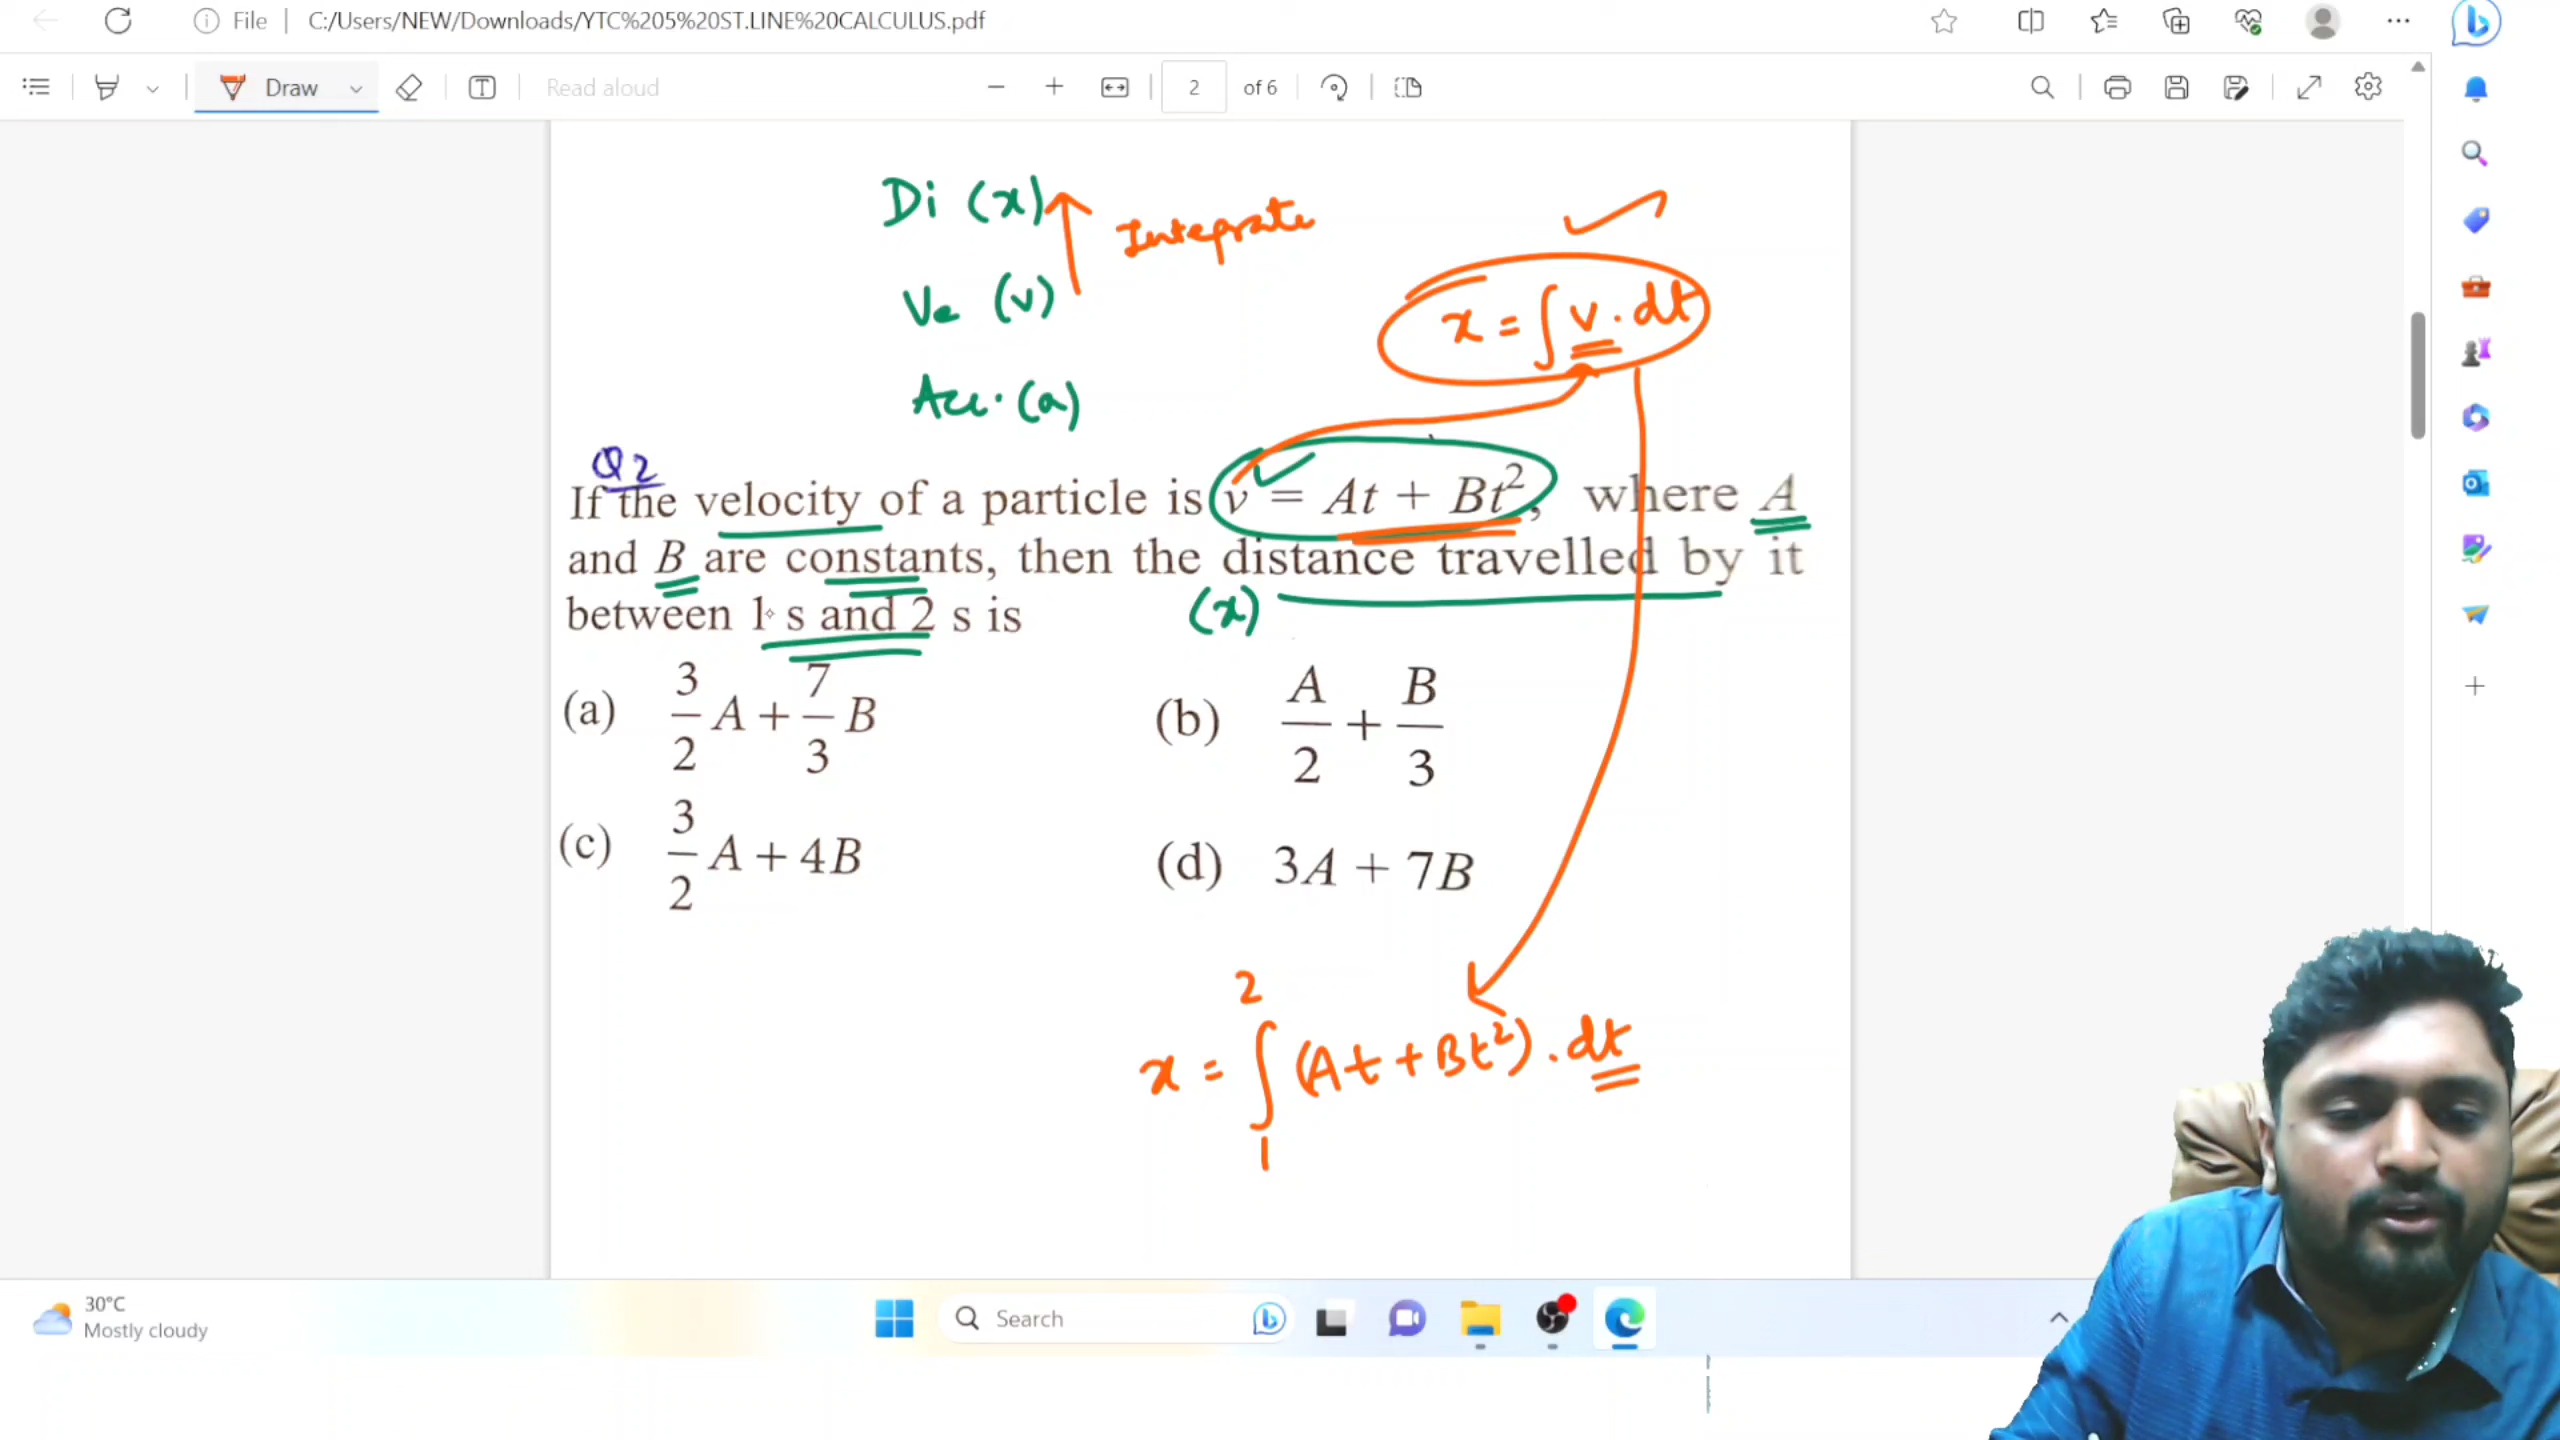 File | C:/Users/NEW/Downloads/YTC%205%20ST.LINE%20CALCULUS.pdf
Draw
Read aloud
2 of 6
Di (x)
Integrate
Ve (v)
x = ∫ v . dt
Acc. (a)
Q2
If the velocity of a particle is v = At + Bt², where A
and B are constants, then the distance travelled by it
between 1 s and 2 s is
(x)
(a) 3/2 A + 7/3 B
(b) A/2 + B/3
(c) 3/2 A + 4B
(d) 3A + 7B
x = ∫₁² (At + Bt²) . dt
30°C
Mostly cloudy
Search